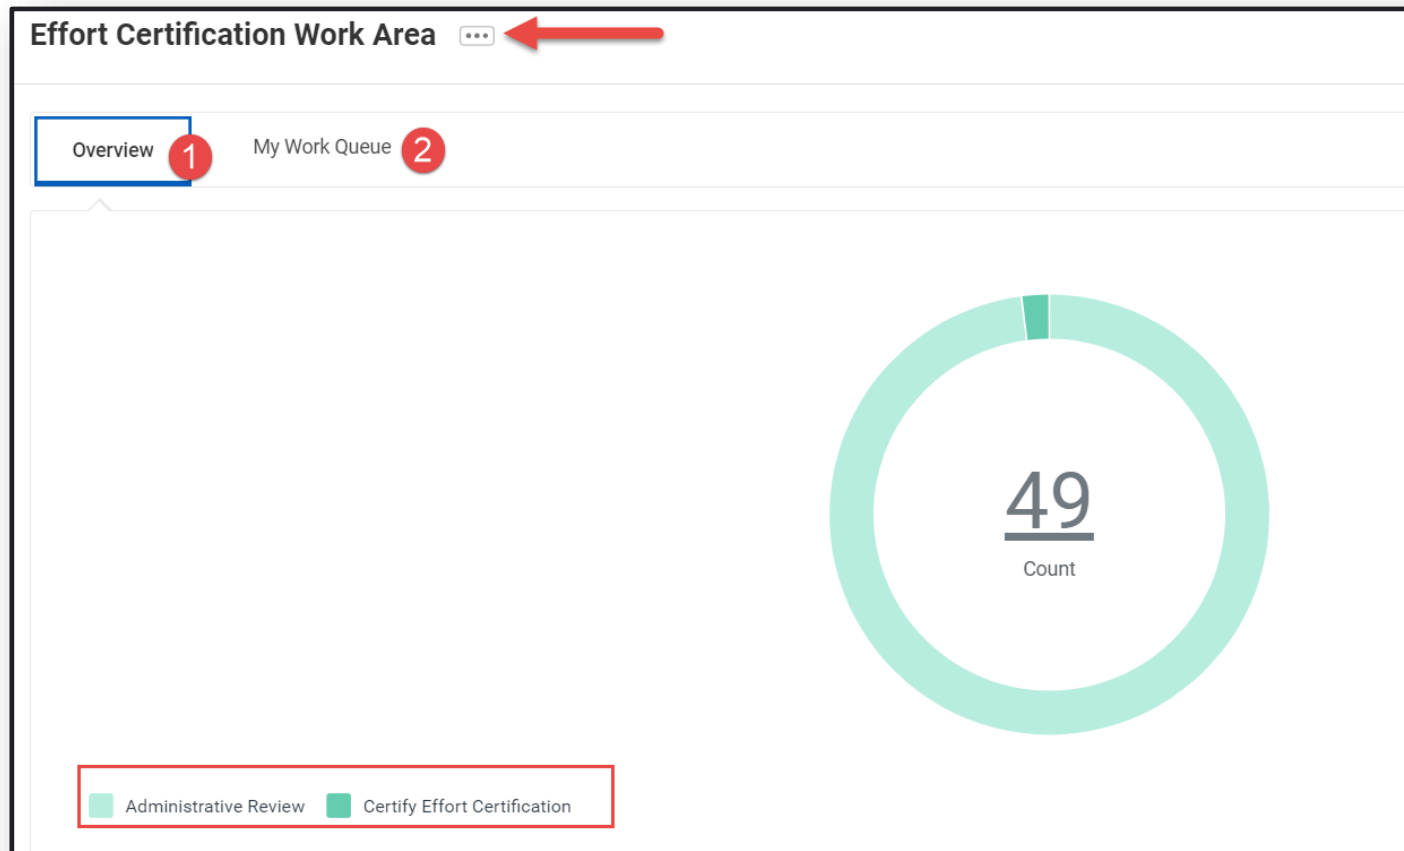 Effort Certification Work Area
Overview 1 My Work Queue 2
49
Count
Administrative Review Certify Effort Certification